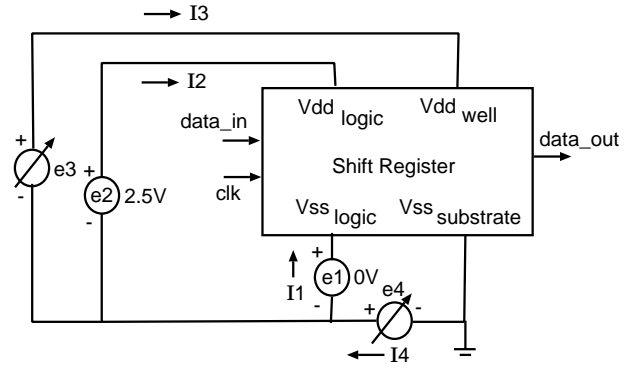 I3
I2
Vdd logic
Vdd well
data_in
data_out
+
e3
-
+
e2 2.5V
-
Shift Register
clk
Vss logic
Vss substrate
+
e1 0V
-
I1
e4
+ -
I4